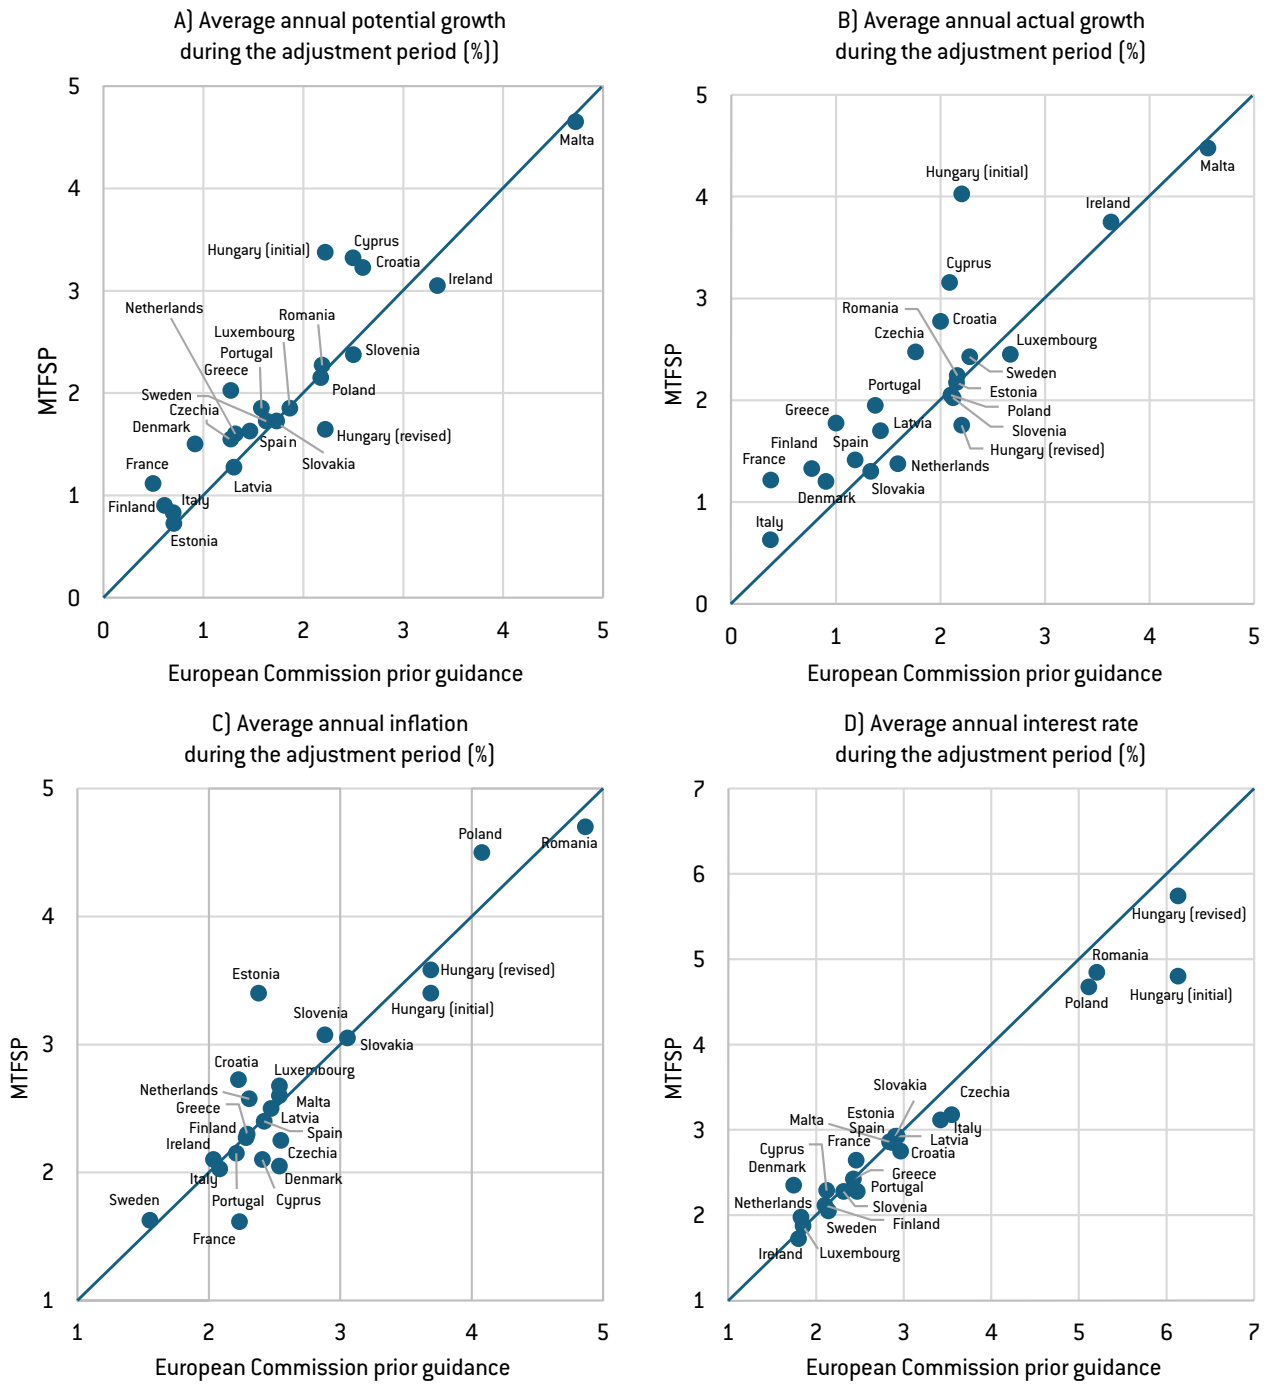 A) Average annual potential growth
during the adjustment period (%))
5
4
3
2
1
0
MTFSP
Malta
Hungary (initial)
Cyprus
Croatia
Ireland
Netherlands
Romania
Luxembourg
Portugal
Slovenia
Greece
Sweden
Poland
Czechia
Denmark
Spain
Hungary (revised)
France
Slovakia
Latvia
Finland
Italy
Estonia
0 1 2 3 4 5
European Commission prior guidance
B) Average annual actual growth
during the adjustment period (%)
5
4
3
2
1
0
MTFSP
Malta
Hungary (initial)
Ireland
Cyprus
Romania
Croatia
Czechia
Luxembourg
Sweden
Portugal
Estonia
Greece
Poland
Latvia
Slovenia
Finland
Spain
Hungary (revised)
France
Netherlands
Denmark
Slovakia
Italy
0 1 2 3 4 5
European Commission prior guidance
C) Average annual inflation
during the adjustment period (%)
5
4
3
2
1
MTFSP
Poland
Romania
Estonia
Hungary (revised)
Hungary (initial)
Slovenia
Slovakia
Croatia
Luxembourg
Netherlands
Malta
Greece
Latvia
Finland
Spain
Ireland
Czechia
Italy
Denmark
Sweden
Portugal
Cyprus
France
1 2 3 4 5
European Commission prior guidance
D) Average annual interest rate
during the adjustment period (%)
7
6
5
4
3
2
1
MTFSP
Hungary (revised)
Romania
Poland
Hungary (initial)
Slovakia
Czechia
Malta
Estonia
Spain
Italy
France
Latvia
Cyprus
Croatia
Denmark
Greece
Portugal
Netherlands
Slovenia
Sweden
Finland
Ireland
Luxembourg
1 2 3 4 5 6 7
European Commission prior guidance